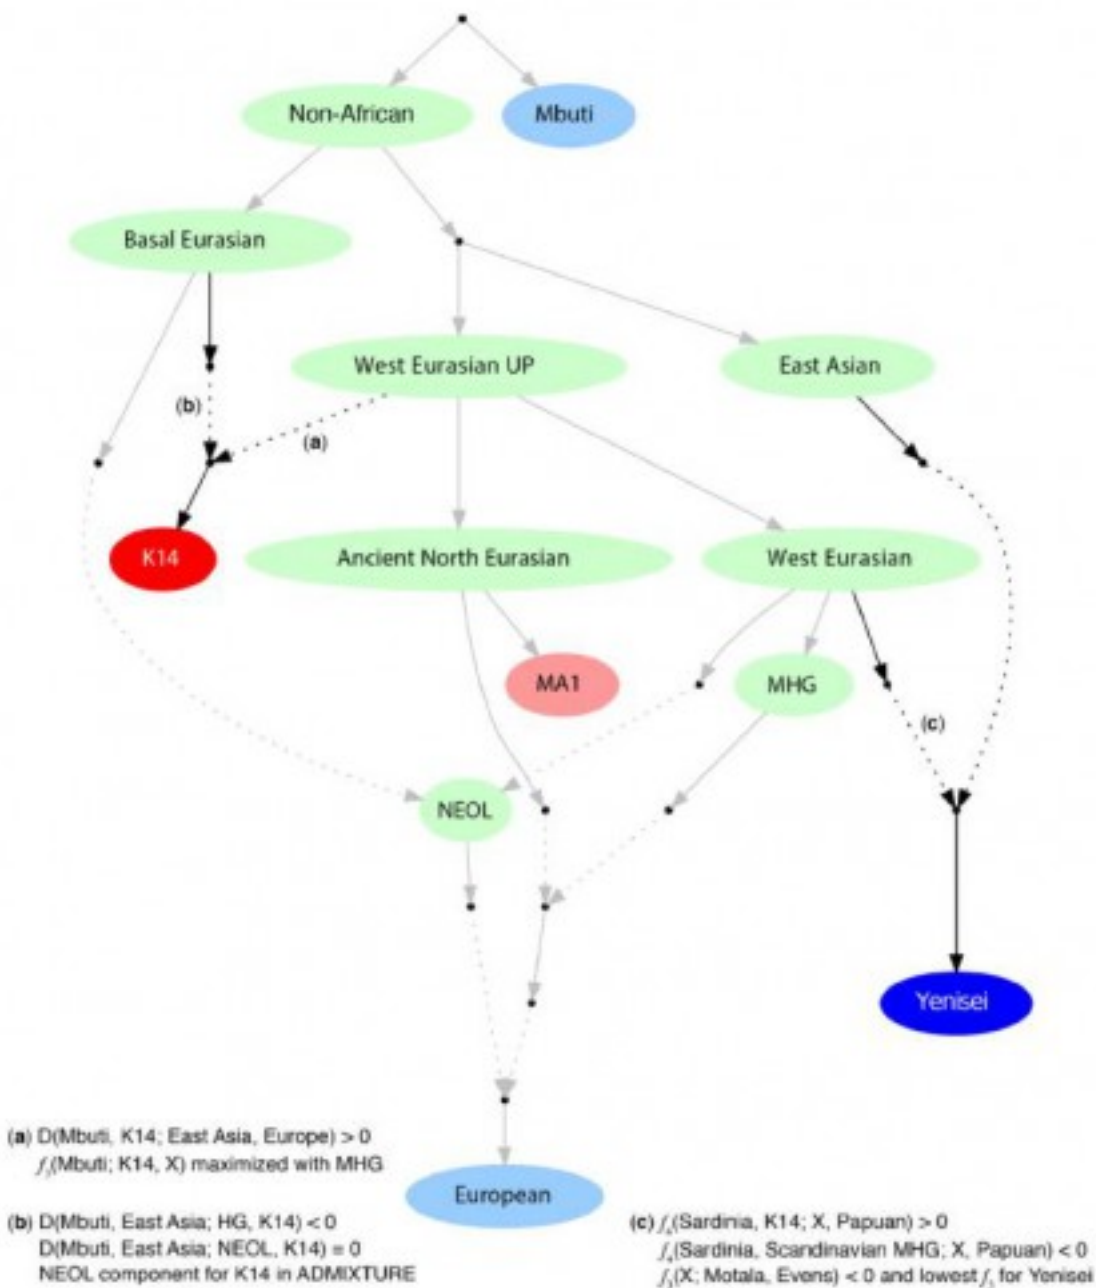 Non-African
Mbuti
Basal Eurasian
West Eurasian UP
East Asian
(b)
(a)
K14
Ancient North Eurasian
West Eurasian
MA1
MHG
(c)
NEOL
Yenisei
European
(a) D(Mbuti, K14; East Asia, Europe) > 0
f₃(Mbuti; K14, X) maximized with MHG
(b) D(Mbuti, East Asia; HG, K14) < 0
D(Mbuti, East Asia; NEOL, K14) = 0
NEOL component for K14 in ADMIXTURE
(c) f₄(Sardinia, K14; X, Papuan) > 0
f₄(Sardinia, Scandinavian MHG; X, Papuan) < 0
f₃(X; Motala, Evens) < 0 and lowest f₃ for Yenisei